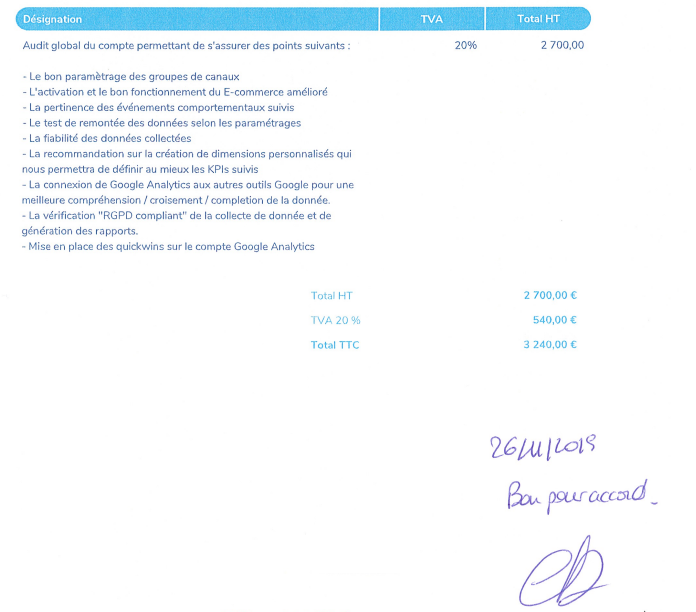 Désignation TVA Total HT
Audit global du compte permettant de s'assurer des points suivants : 20% 2 700,00
- Le bon paramètrage des groupes de canaux
- L'activation et le bon fonctionnement du E-commerce amélioré
- La pertinence des événements comportementaux suivis
- Le test de remontée des données selon les paramétrages
- La fiabilité des données collectées
- La recommandation sur la création de dimensions personnalisés qui
nous permettra de définir au mieux les KPIs suivis
- La connexion de Google Analytics aux autres outils Google pour une
meilleure compréhension / croisement / completion de la donnée.
- La vérification "RGPD compliant" de la collecte de donnée et de
génération des rapports.
- Mise en place des quickwins sur le compte Google Analytics
Total HT 2 700,00 €
TVA 20 % 540,00 €
Total TTC 3 240,00 €
26/11/2019
Bon pour accord_